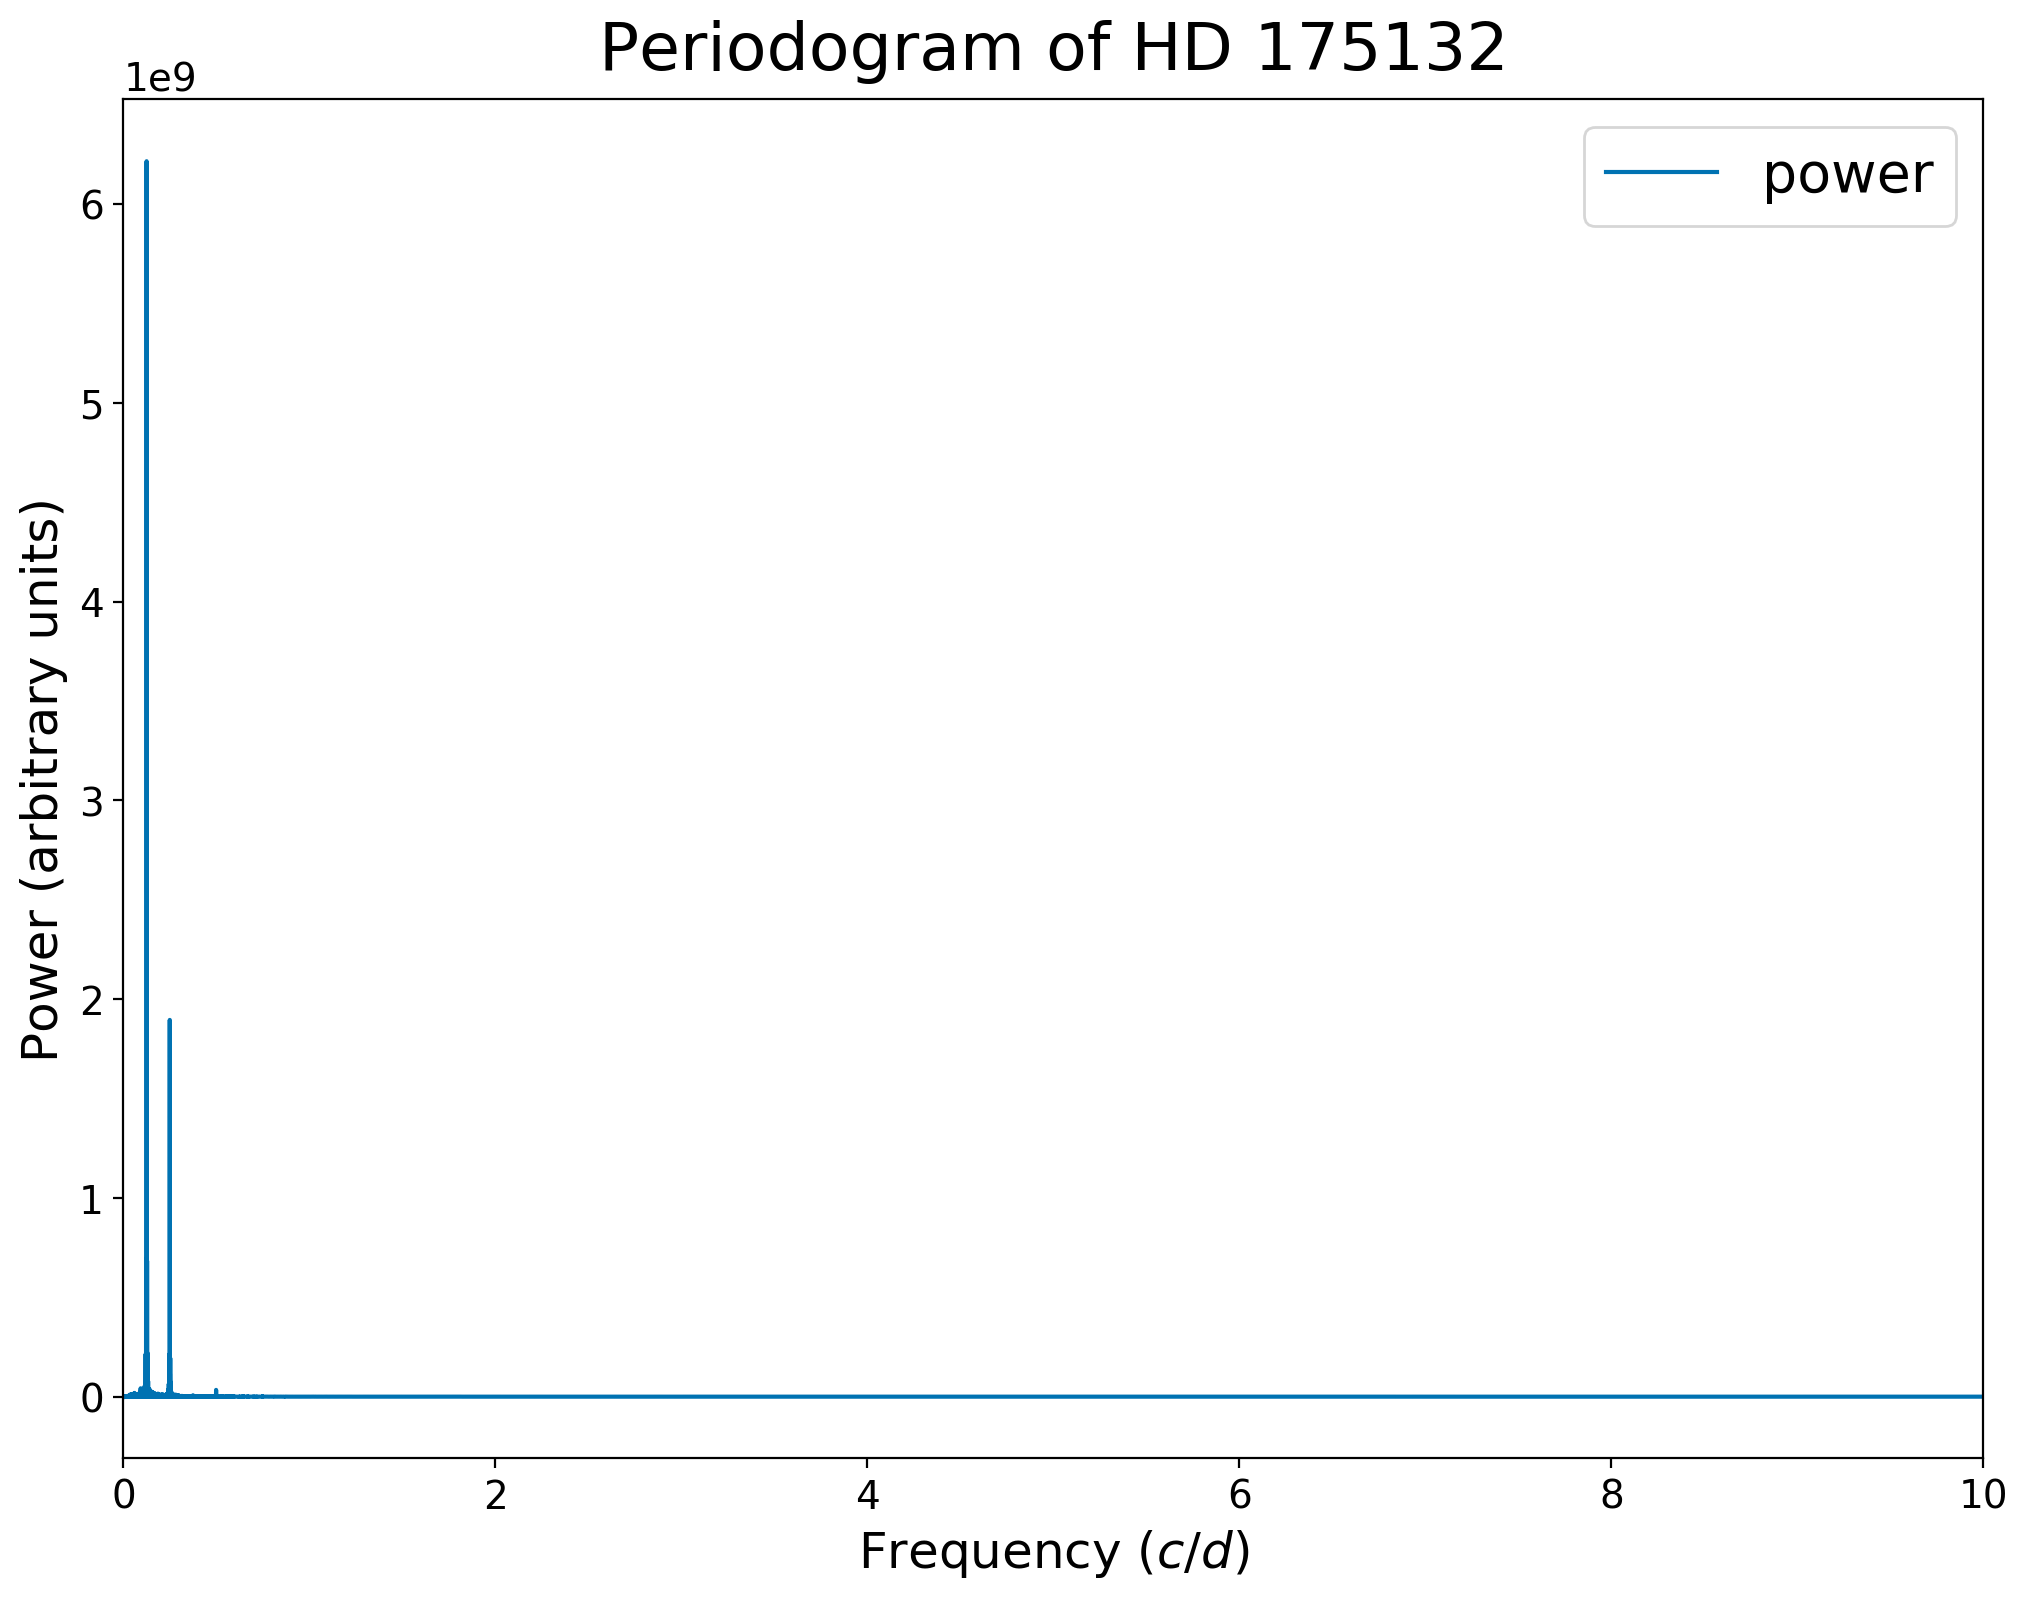 Periodogram of HD 175132
1e9
power
6
5
4
3
2
1
0
Power (arbitrary units)
0 2 4 6 8 10
Frequency (c/d)